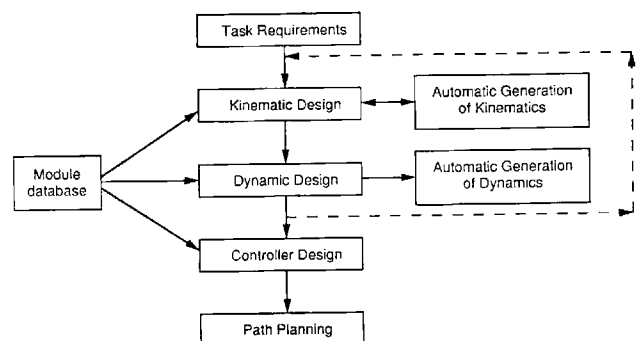 Task Requirements
Kinematic Design
Automatic Generation
of Kinematics
Module
database
Dynamic Design
Automatic Generation
of Dynamics
Controller Design
Path Planning